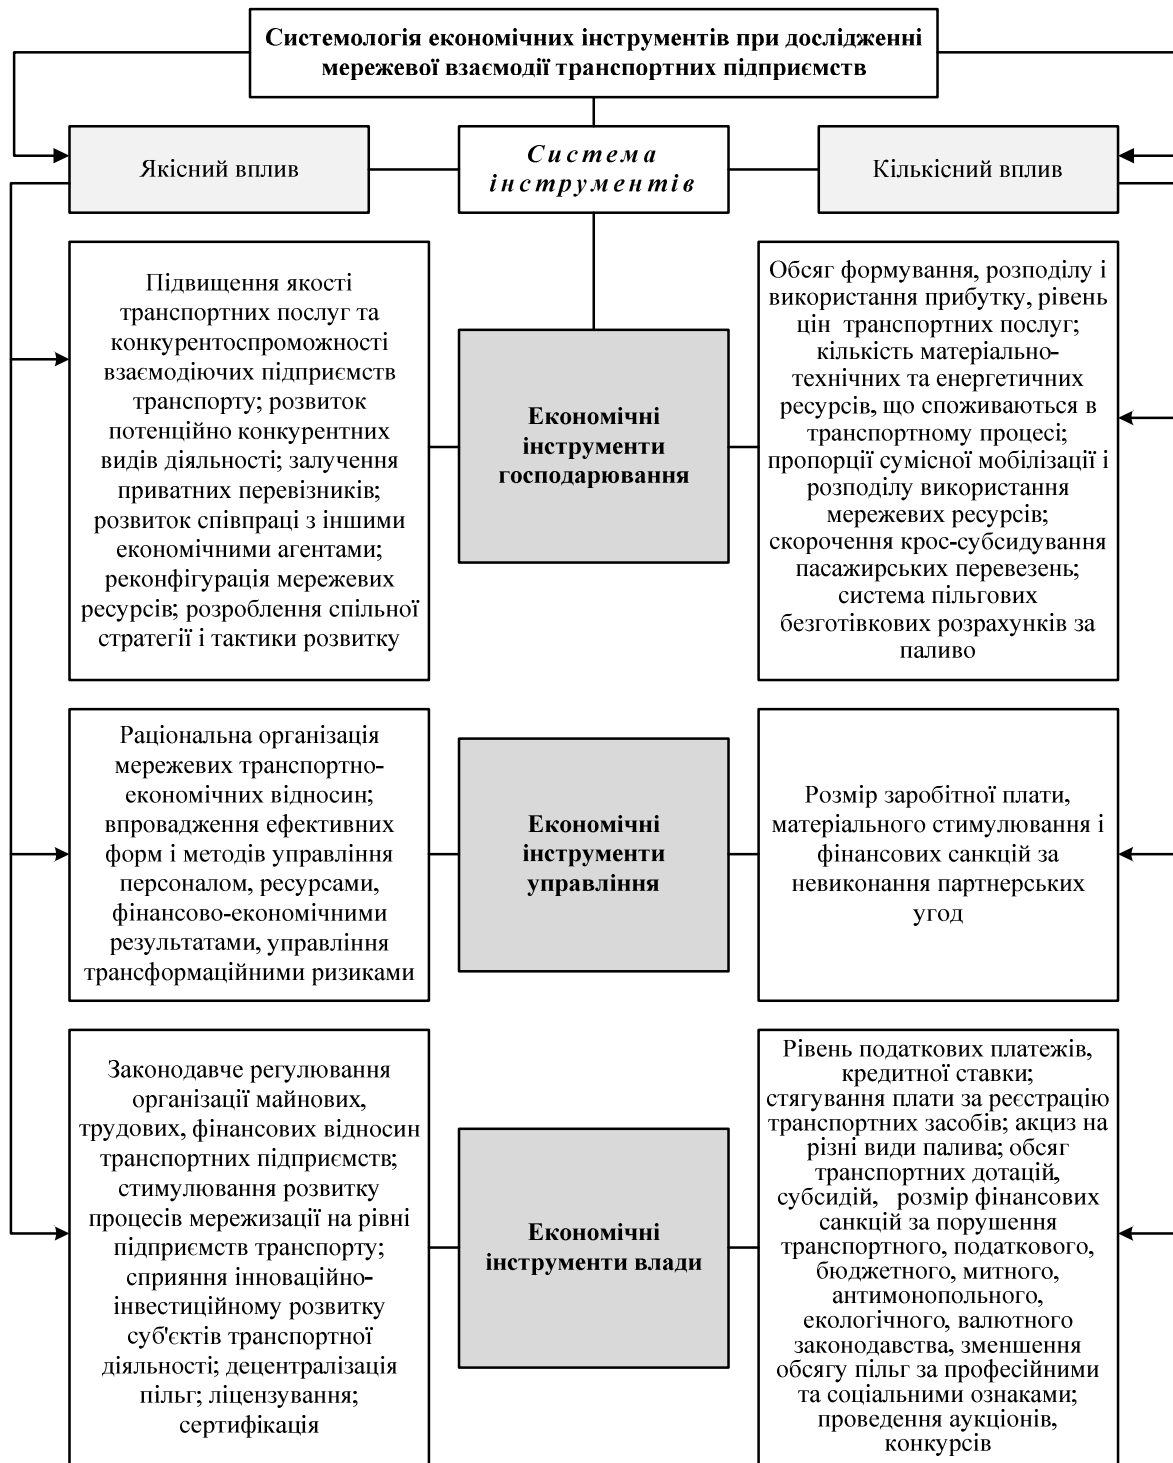 Системологія економічних інструментів при дослідженні
мережевої взаємодії транспортних підприємств
Якісний вплив
Система
інструментів
Кількісний вплив
Підвищення якості
транспортних послуг та
конкурентоспроможності
взаємодіючих підприємств
транспорту; розвиток
потенційно конкурентних
видів діяльності; залучення
приватних перевізників;
розвиток співпраці з іншими
економічними агентами;
реконфігурація мережевих
ресурсів; розроблення спільної
стратегії і тактики розвитку
Економічні
інструменти
господарювання
Обсяг формування, розподілу і
використання прибутку, рівень
цін транспортних послуг;
кількість матеріально-
технічних та енергетичних
ресурсів, що споживаються в
транспортному процесі;
пропорції сумісної мобілізації і
розподілу використання
мережевих ресурсів;
скорочення крос-субсидування
пасажирських перевезень;
система пільгових
безготівкових розрахунків за
паливо
Раціональна організація
мережевих транспортно-
економічних відносин;
впровадження ефективних
форм і методів управління
персоналом, ресурсами,
фінансово-економічними
результатами, управління
трансформаційними ризиками
Економічні
інструменти
управління
Розмір заробітної плати,
матеріального стимулювання і
фінансових санкцій за
невиконання партнерських
угод
Законодавче регулювання
організації майнових,
трудових, фінансових відносин
транспортних підприємств;
стимулювання розвитку
процесів мережизації на рівні
підприємств транспорту;
сприяння інноваційно-
інвестиційному розвитку
суб'єктів транспортної
діяльності; децентралізація
пільг; ліцензування;
сертифікація
Економічні
інструменти влади
Рівень податкових платежів,
кредитної ставки;
стягування плати за реєстрацію
транспортних засобів; акциз на
різні види палива; обсяг
транспортних дотацій,
субсидій, розмір фінансових
санкцій за порушення
транспортного, податкового,
бюджетного, митного,
антимонопольного,
екологічного, валютного
законодавства, зменшення
обсягу пільг за професійними
та соціальними ознаками;
проведення аукціонів,
конкурсів